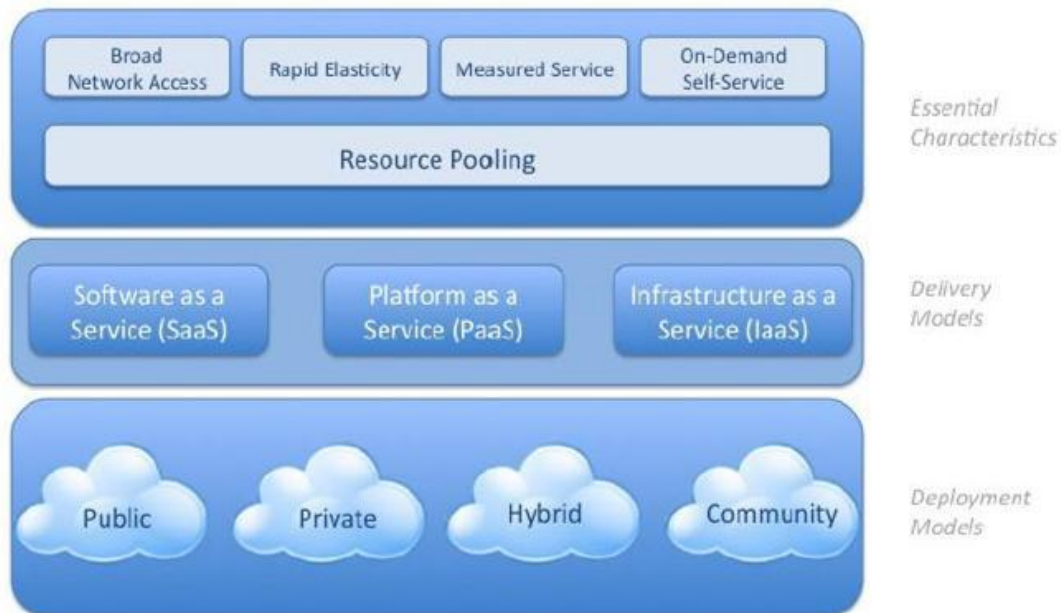 Broad
Network Access
Rapid Elasticity
Measured Service
On-Demand
Self-Service
Resource Pooling
Essential
Characteristics
Software as a
Service (SaaS)
Platform as a
Service (PaaS)
Infrastructure as a
Service (IaaS)
Delivery
Models
Public
Private
Hybrid
Community
Deployment
Models